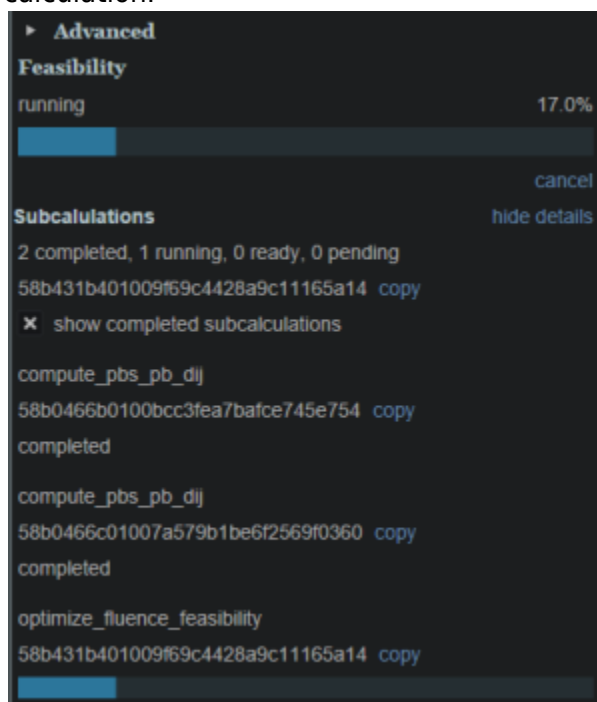 calculation.
▸ Advanced
Feasibility
running 17.0%
cancel
Subcalulations hide details
2 completed, 1 running, 0 ready, 0 pending
58b431b401009f69c4428a9c11165a14 copy
× show completed subcalculations
compute_pbs_pb_dij
58b0466b0100bcc3fea7bafce745e754 copy
completed
compute_pbs_pb_dij
58b0466c01007a579b1be6f2569f0360 copy
completed
optimize_fluence_feasibility
58b431b401009f69c4428a9c11165a14 copy